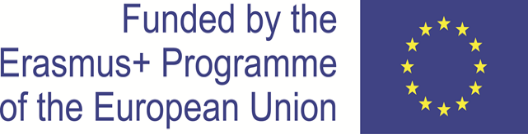 Funded by the
Erasmus+ Programme
of the European Union